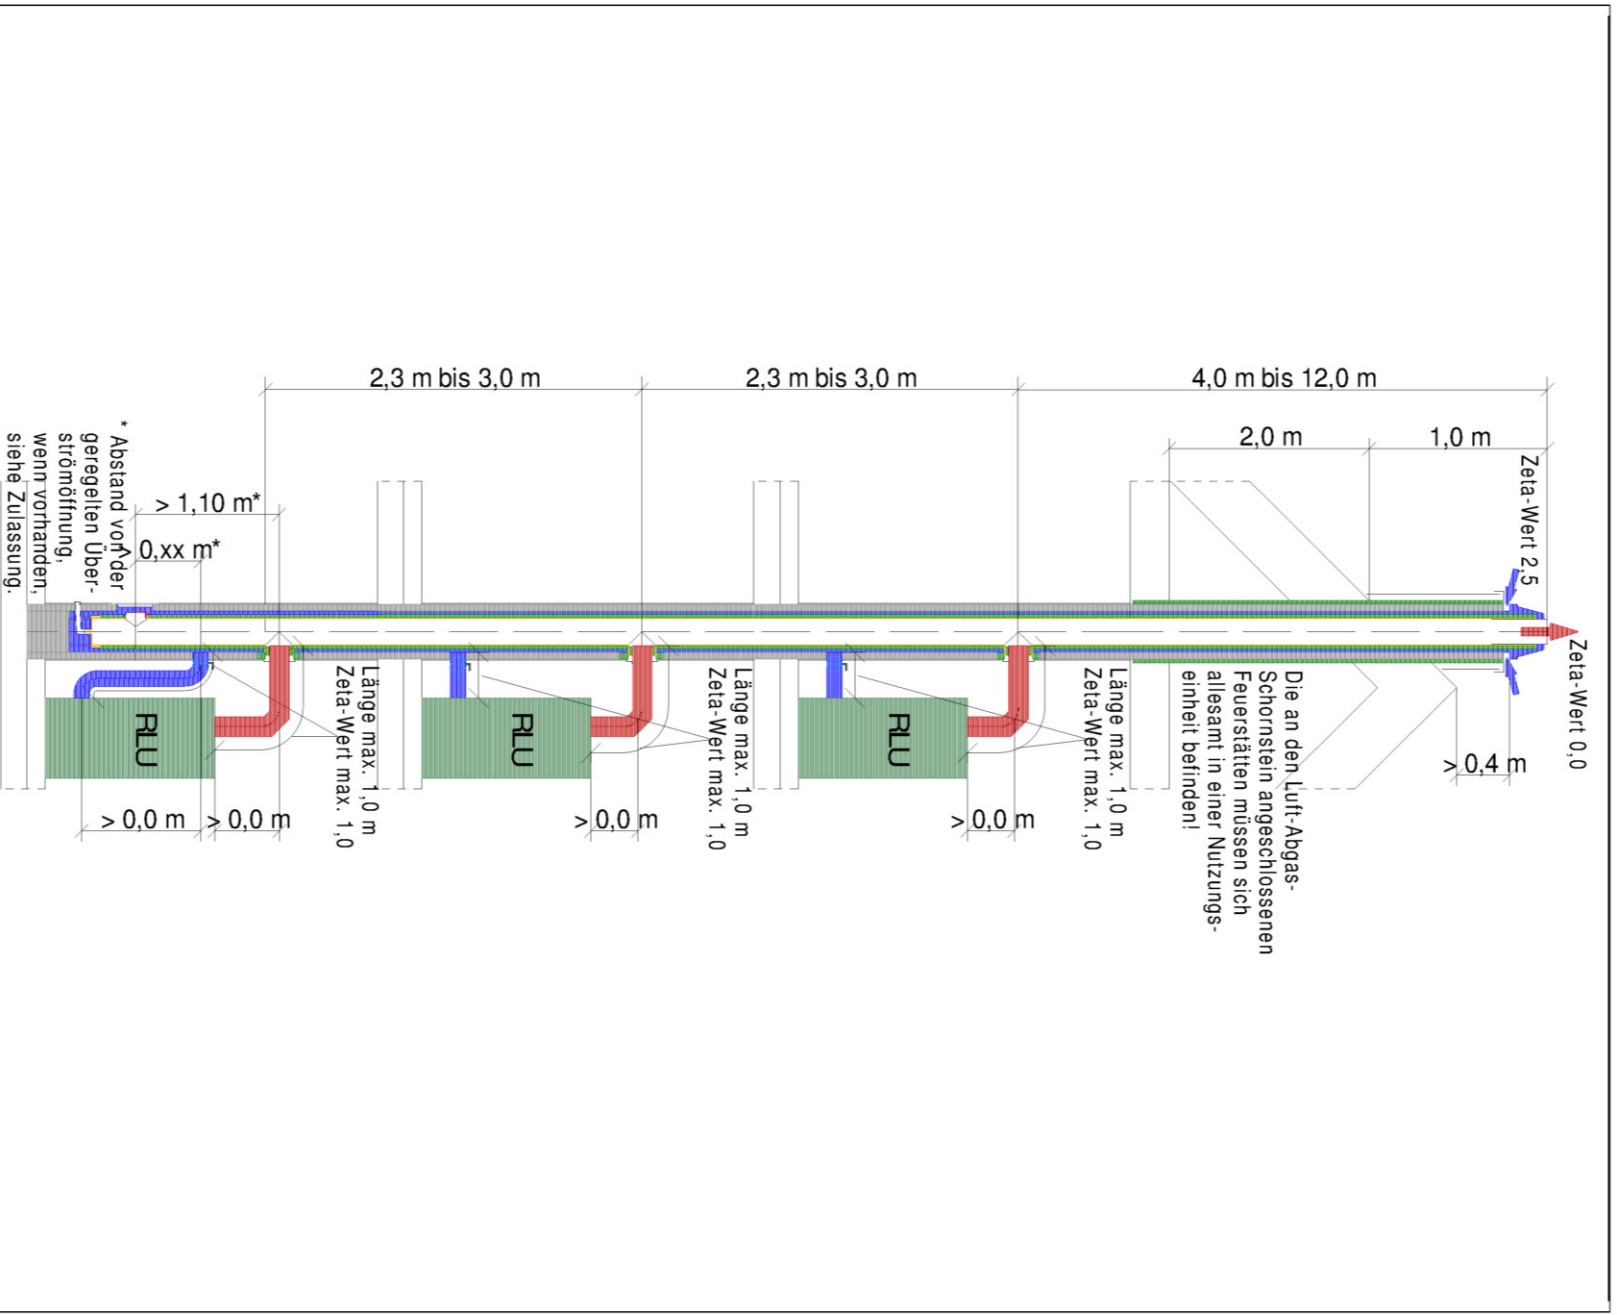 Zeta-Wert 0,0
Zeta-Wert 2,5
1,0 m
2,0 m
4,0 m bis 12,0 m
> 0,4 m
Die an den Luft-Abgas-
Schornstein angeschlossenen
Feuerstätten müssen sich
allesamt in einer Nutzungs-
einheit befinden!
Länge max. 1,0 m
Zeta-Wert max. 1,0
> 0,0 m
RLU
2,3 m bis 3,0 m
Länge max. 1,0 m
Zeta-Wert max. 1,0
> 0,0 m
RLU
2,3 m bis 3,0 m
Länge max. 1,0 m
Zeta-Wert max. 1,0
> 0,0 m
> 0,0 m
RLU
> 1,10 m*
> 0,xx m*
* Abstand von der
geregelten Über-
strömöffnung,
wenn vorhanden,
siehe Zulassung.